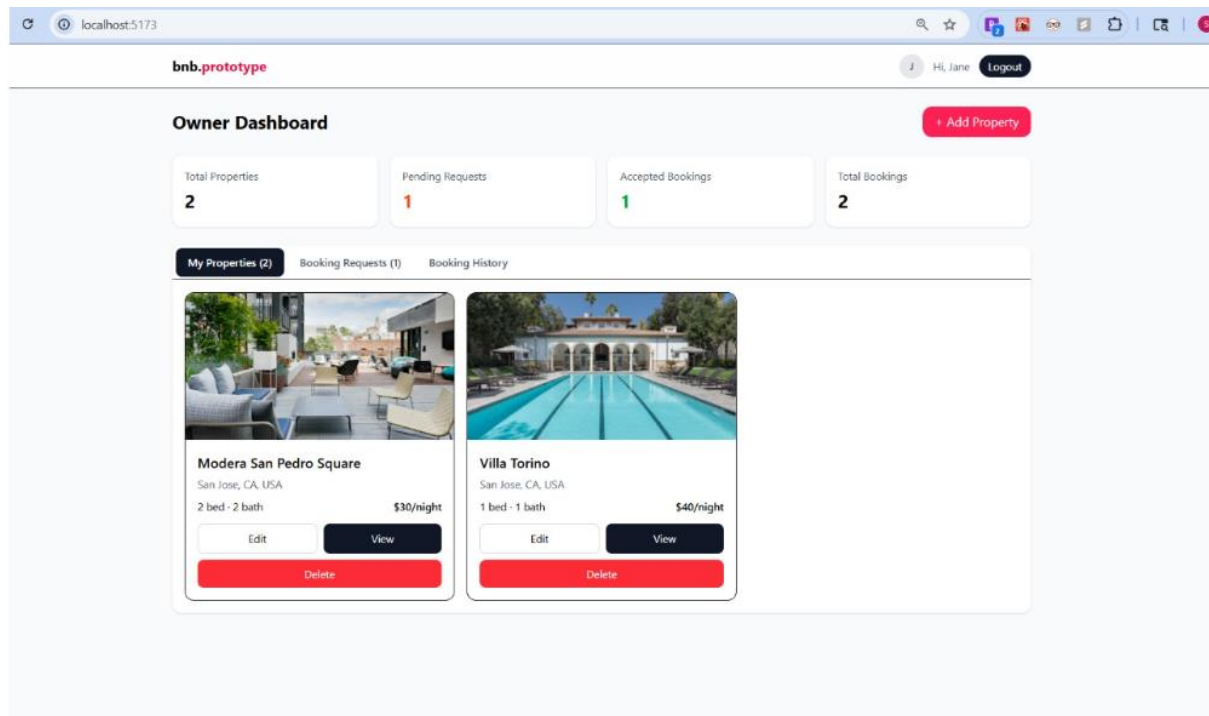 localhost:5173
2
S
bnb.prototype
J Hi, Jane Logout
Owner Dashboard
+ Add Property
Total Properties
2
Pending Requests
1
Accepted Bookings
1
Total Bookings
2
My Properties (2) Booking Requests (1) Booking History
Modera San Pedro Square
San Jose, CA, USA
2 bed · 2 bath $30/night
Edit View
Delete
Villa Torino
San Jose, CA, USA
1 bed · 1 bath $40/night
Edit View
Delete